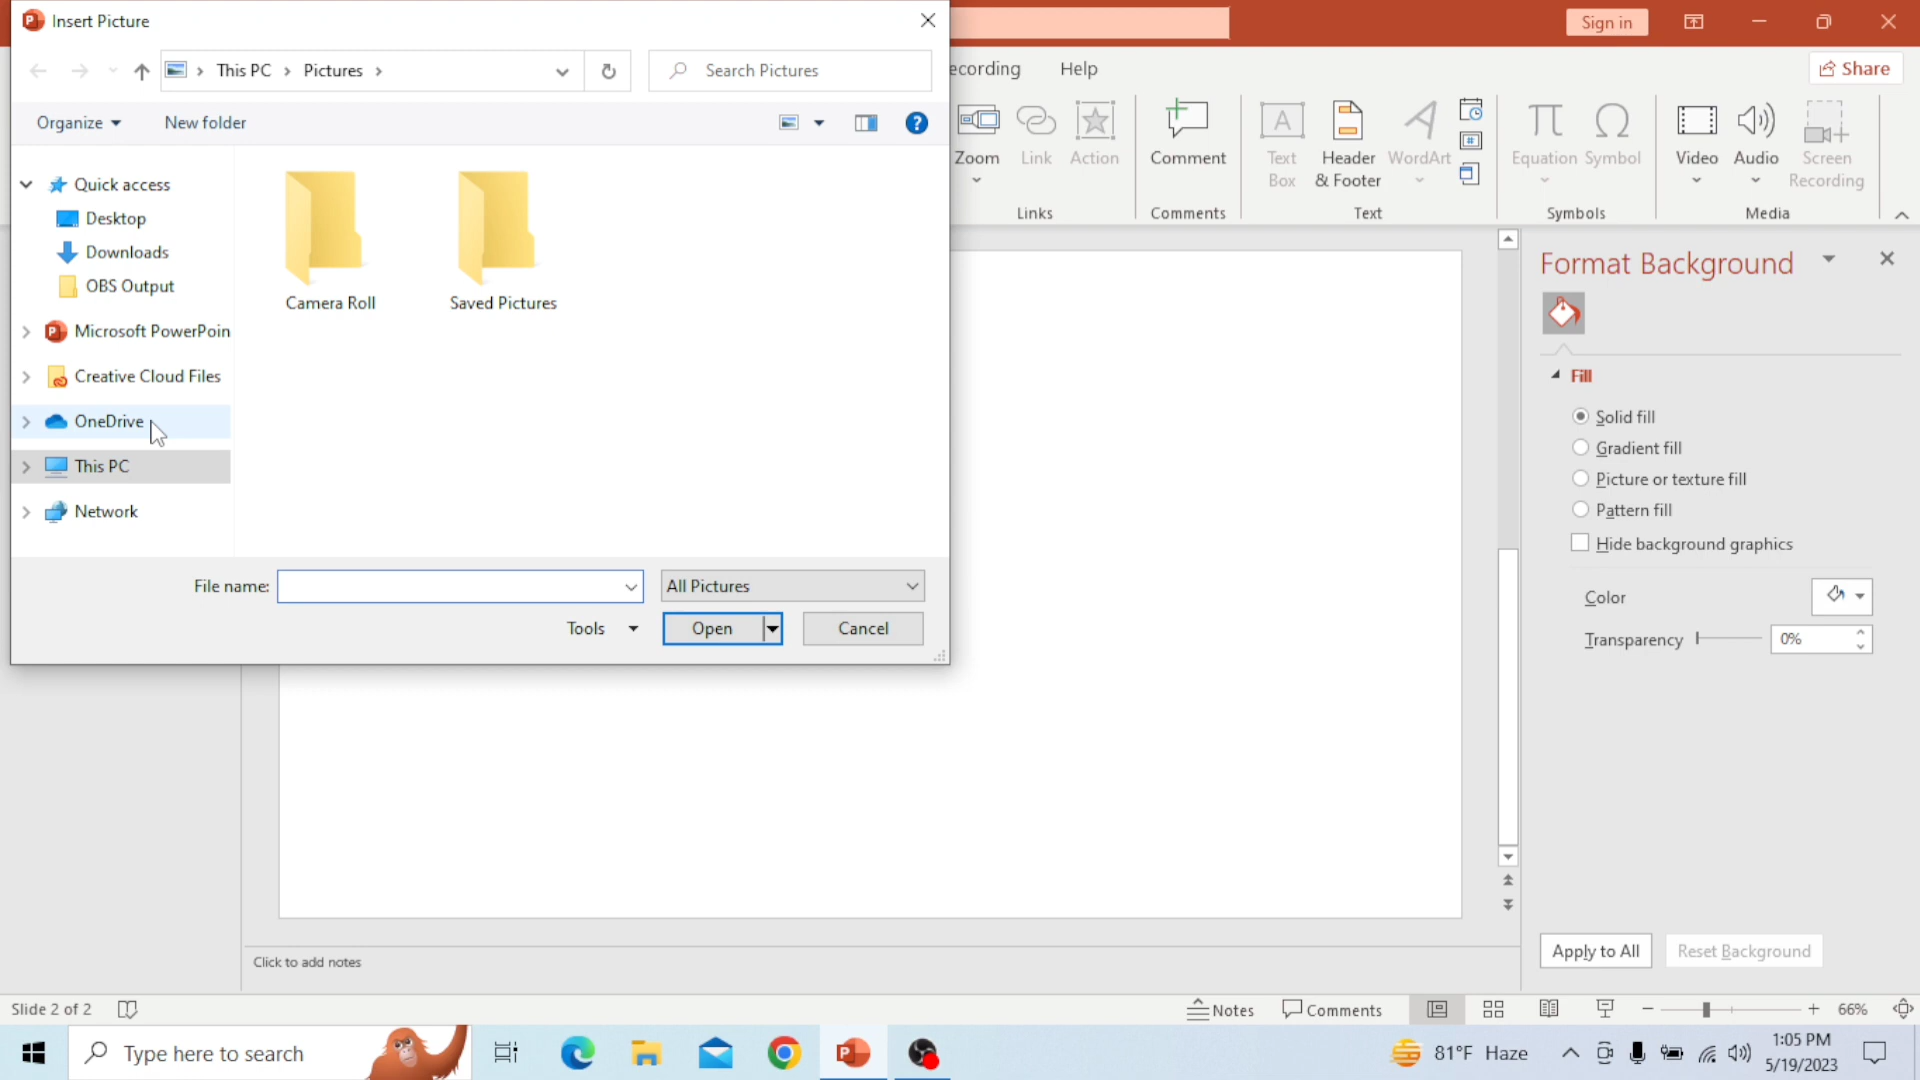 Insert Picture
Sign in
This PC > Pictures >
Search Pictures
ecording
Help
Share
Organize
New folder
Zoom
Link
Action
Comment
Text Box
Header & Footer
WordArt
Equation
Symbol
Video
Audio
Screen Recording
Links
Comments
Text
Symbols
Media
Quick access
Desktop
Downloads
OBS Output
Microsoft PowerPoin
Creative Cloud Files
OneDrive
This PC
Network
Camera Roll
Saved Pictures
File name:
All Pictures
Tools
Open
Cancel
Format Background
Fill
Solid fill
Gradient fill
Picture or texture fill
Pattern fill
Hide background graphics
Color
Transparency
0%
Apply to All
Reset Background
Click to add notes
Slide 2 of 2
Notes
Comments
66%
Type here to search
81°F Haze
1:05 PM
5/19/2023